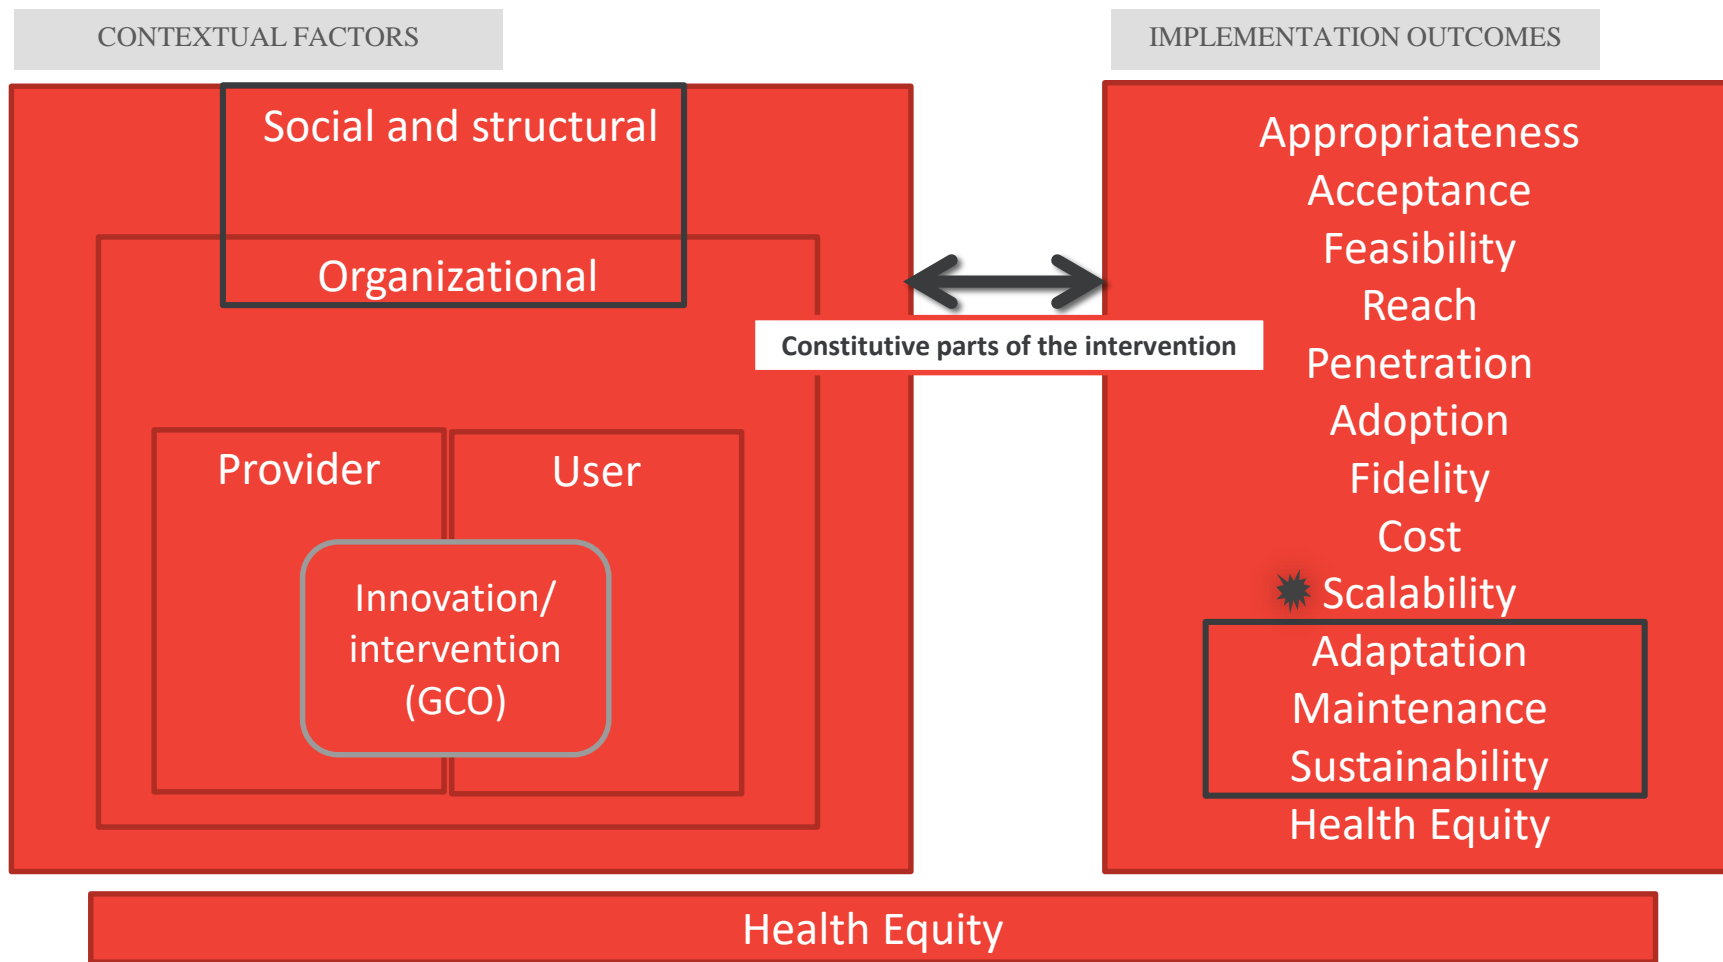 CONTEXTUAL FACTORS
IMPLEMENTATION OUTCOMES
Social and structural
Organizational
Provider
User
Innovation/
intervention
(GCO)
Constitutive parts of the intervention
Appropriateness
Acceptance
Feasibility
Reach
Penetration
Adoption
Fidelity
Cost
Scalability
Adaptation
Maintenance
Sustainability
Health Equity
Health Equity